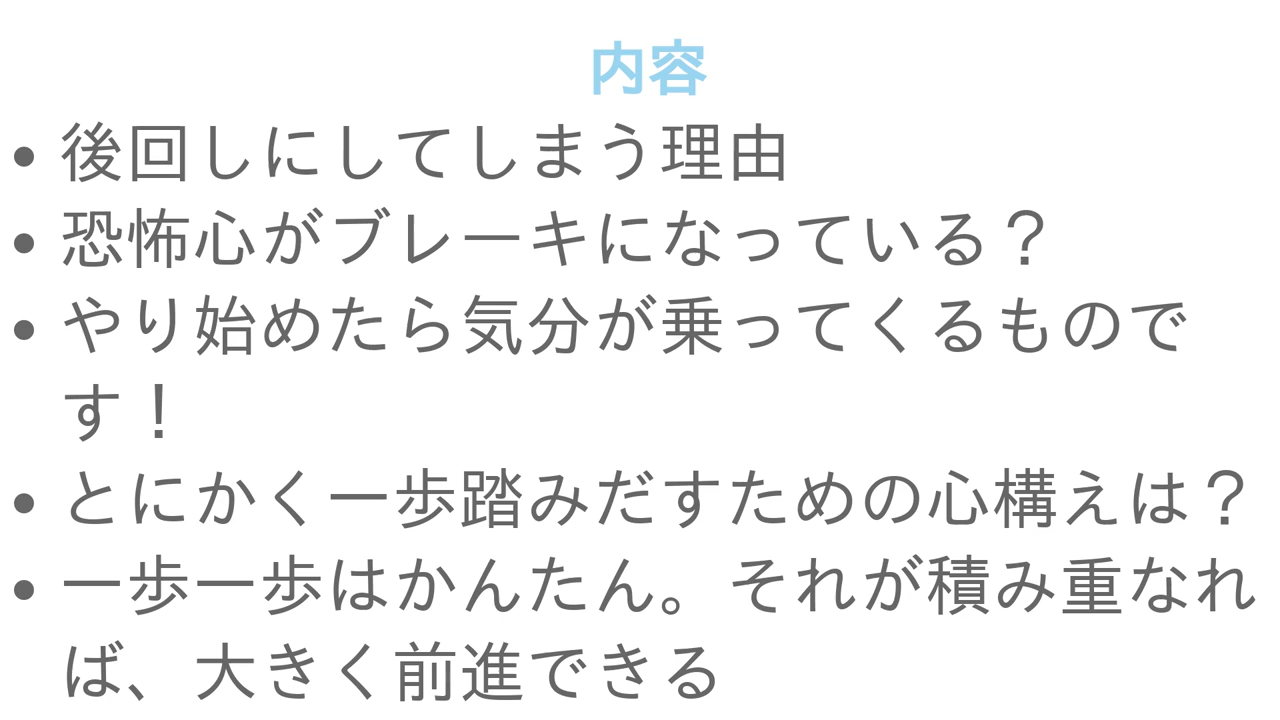 内容
• 後回しにしてしまう理由
• 恐怖心がブレーキになっている？
• やり始めたら気分が乗ってくるもので
す！
• とにかく一歩踏みだすための心構えは？
• 一歩一歩はかんたん。それが積み重なれ
ば、大きく前進できる